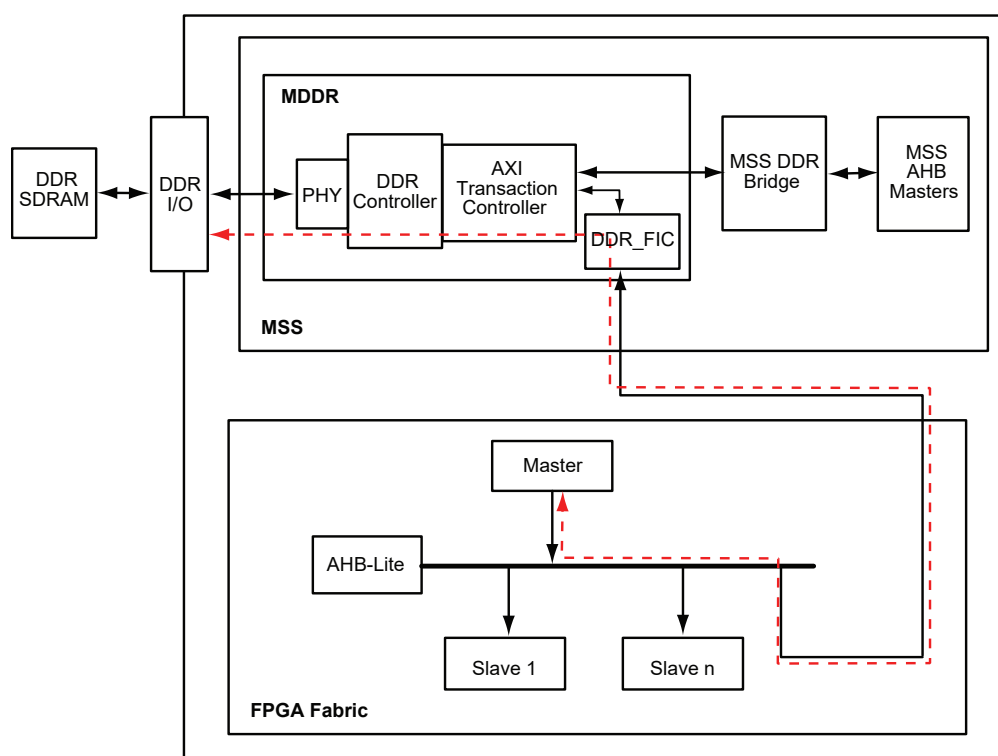 MDDR
DDR
SDRAM
DDR
I/O
PHY
DDR
Controller
AXI
Transaction
Controller
DDR_FIC
MSS DDR
Bridge
MSS
AHB
Masters
MSS
Master
AHB-Lite
Slave 1
Slave n
FPGA Fabric